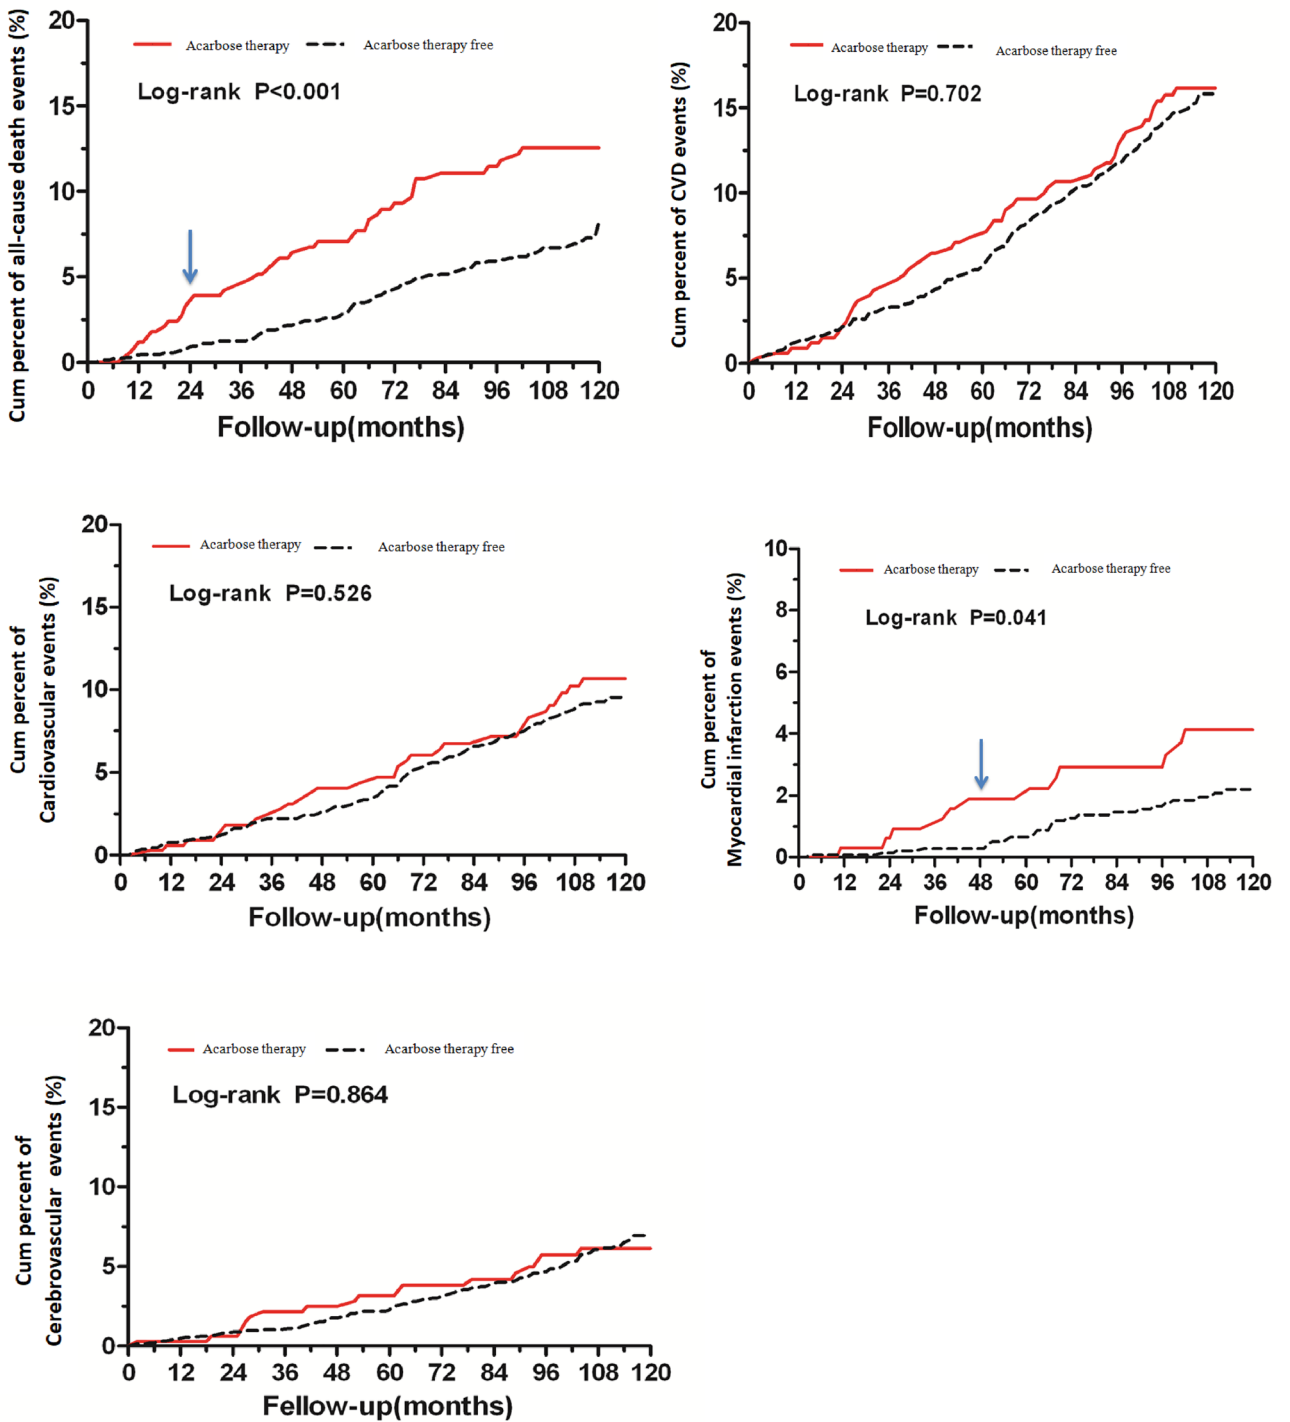 Cum percent of all-cause death events (%)
20
15
10
5
0
Acarbose therapy Acarbose therapy free
Log-rank P<0.001
0 12 24 36 48 60 72 84 96 108 120
Follow-up(months)
Cum percent of CVD events (%)
20
15
10
5
0
Acarbose therapy Acarbose therapy free
Log-rank P=0.702
0 12 24 36 48 60 72 84 96 108 120
Follow-up(months)
Cum percent of
Cardiovascular events (%)
20
15
10
5
0
Acarbose therapy Acarbose therapy free
Log-rank P=0.526
0 12 24 36 48 60 72 84 96 108 120
Follow-up(months)
Cum percent of
Myocardial infarction events (%)
10
8
6
4
2
0
Acarbose therapy Acarbose therapy free
Log-rank P=0.041
0 12 24 36 48 60 72 84 96 108 120
Follow-up(months)
Cum percent of
Cerebrovascular events (%)
20
15
10
5
0
Acarbose therapy Acarbose therapy free
Log-rank P=0.864
0 12 24 36 48 60 72 84 96 108 120
Fellow-up(months)